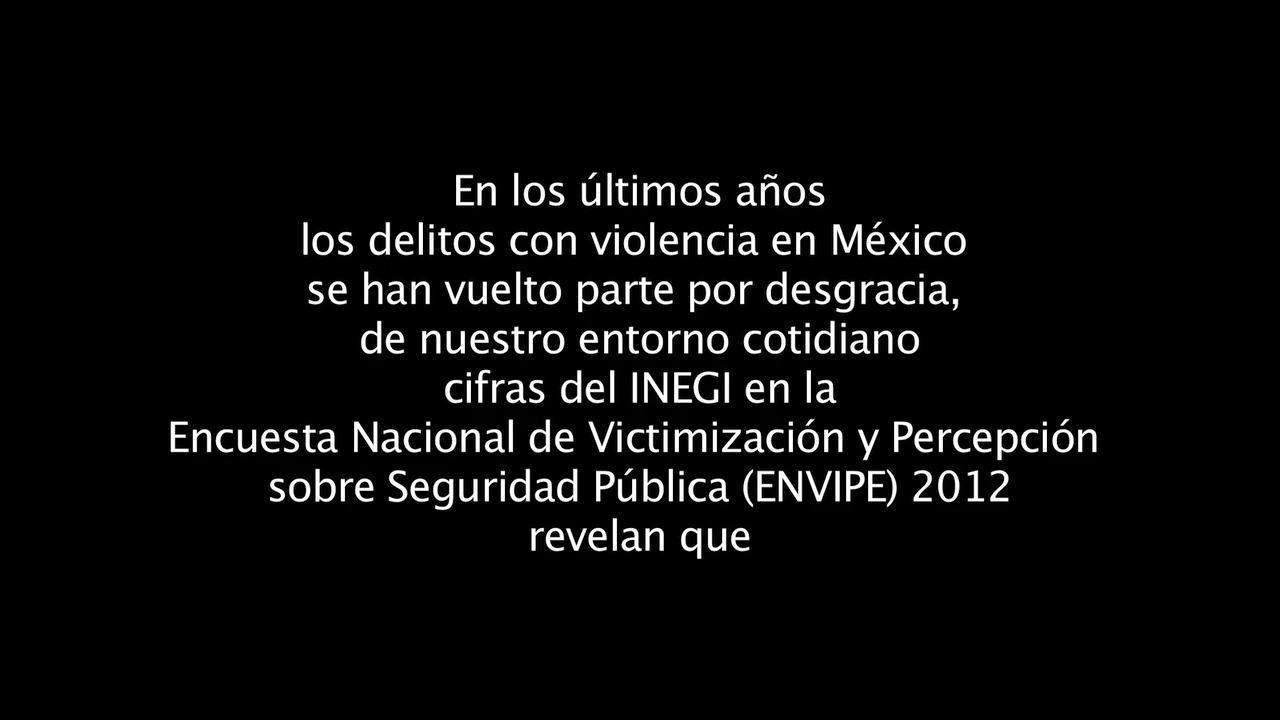 En los últimos años
los delitos con violencia en México
se han vuelto parte por desgracia,
de nuestro entorno cotidiano
cifras del INEGI en la
Encuesta Nacional de Victimización y Percepción
sobre Seguridad Pública (ENVIPE) 2012
revelan que